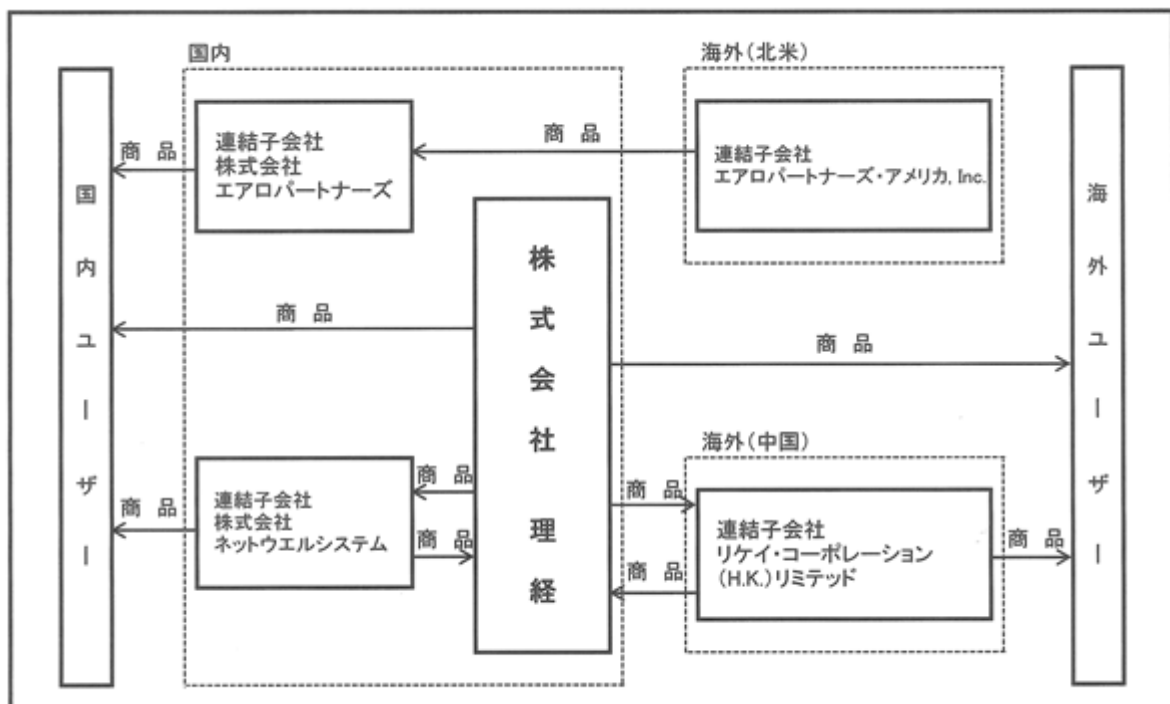 国内
海外（北米）
国内ユーザー
商品
連結子会社
株式会社
エアロパートナーズ
商品
連結子会社
エアロパートナーズ・アメリカ, Inc.
海外ユーザー
株式会社 理経
商品
商品
海外（中国）
商品
連結子会社
株式会社
ネットウエルシステム
商品
商品
商品
商品
連結子会社
リケイ・コーポレーション
（H.K.）リミテッド
商品